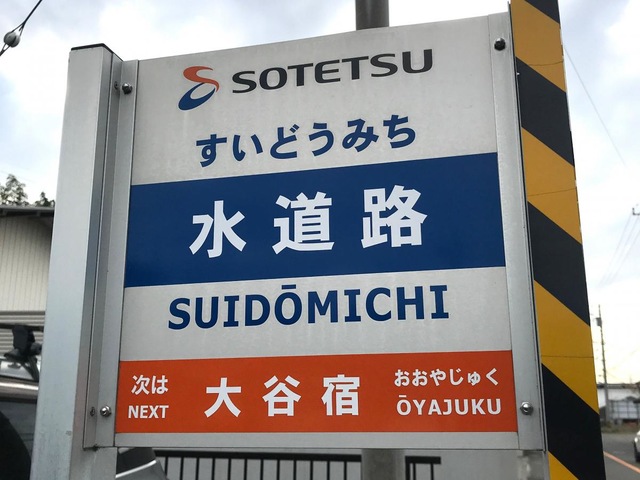 SOTETSU
すいどうみち
水道路
SUIDŌMICHI
次は 大谷宿 おおやじゅく
NEXT ŌYAJUKU